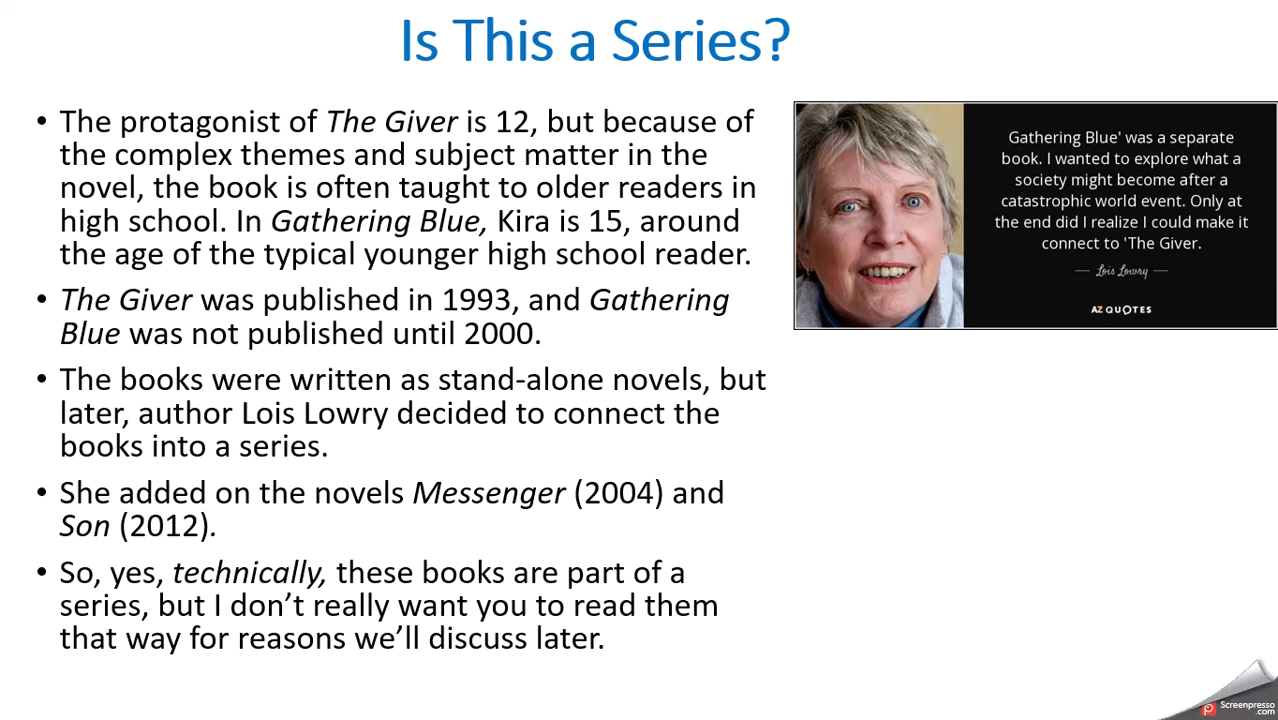 Is This a Series?
• The protagonist of The Giver is 12, but because of
the complex themes and subject matter in the
novel, the book is often taught to older readers in
high school. In Gathering Blue, Kira is 15, around
the age of the typical younger high school reader.
• The Giver was published in 1993, and Gathering
Blue was not published until 2000.
• The books were written as stand-alone novels, but
later, author Lois Lowry decided to connect the
books into a series.
• She added on the novels Messenger (2004) and
Son (2012).
• So, yes, technically, these books are part of a
series, but I don’t really want you to read them
that way for reasons we’ll discuss later.
Gathering Blue' was a separate
book. I wanted to explore what a
society might become after a
catastrophic world event. Only at
the end did I realize I could make it
connect to 'The Giver.
— Lois Lowry —
AZ QUOTES
Screenpresso
.com